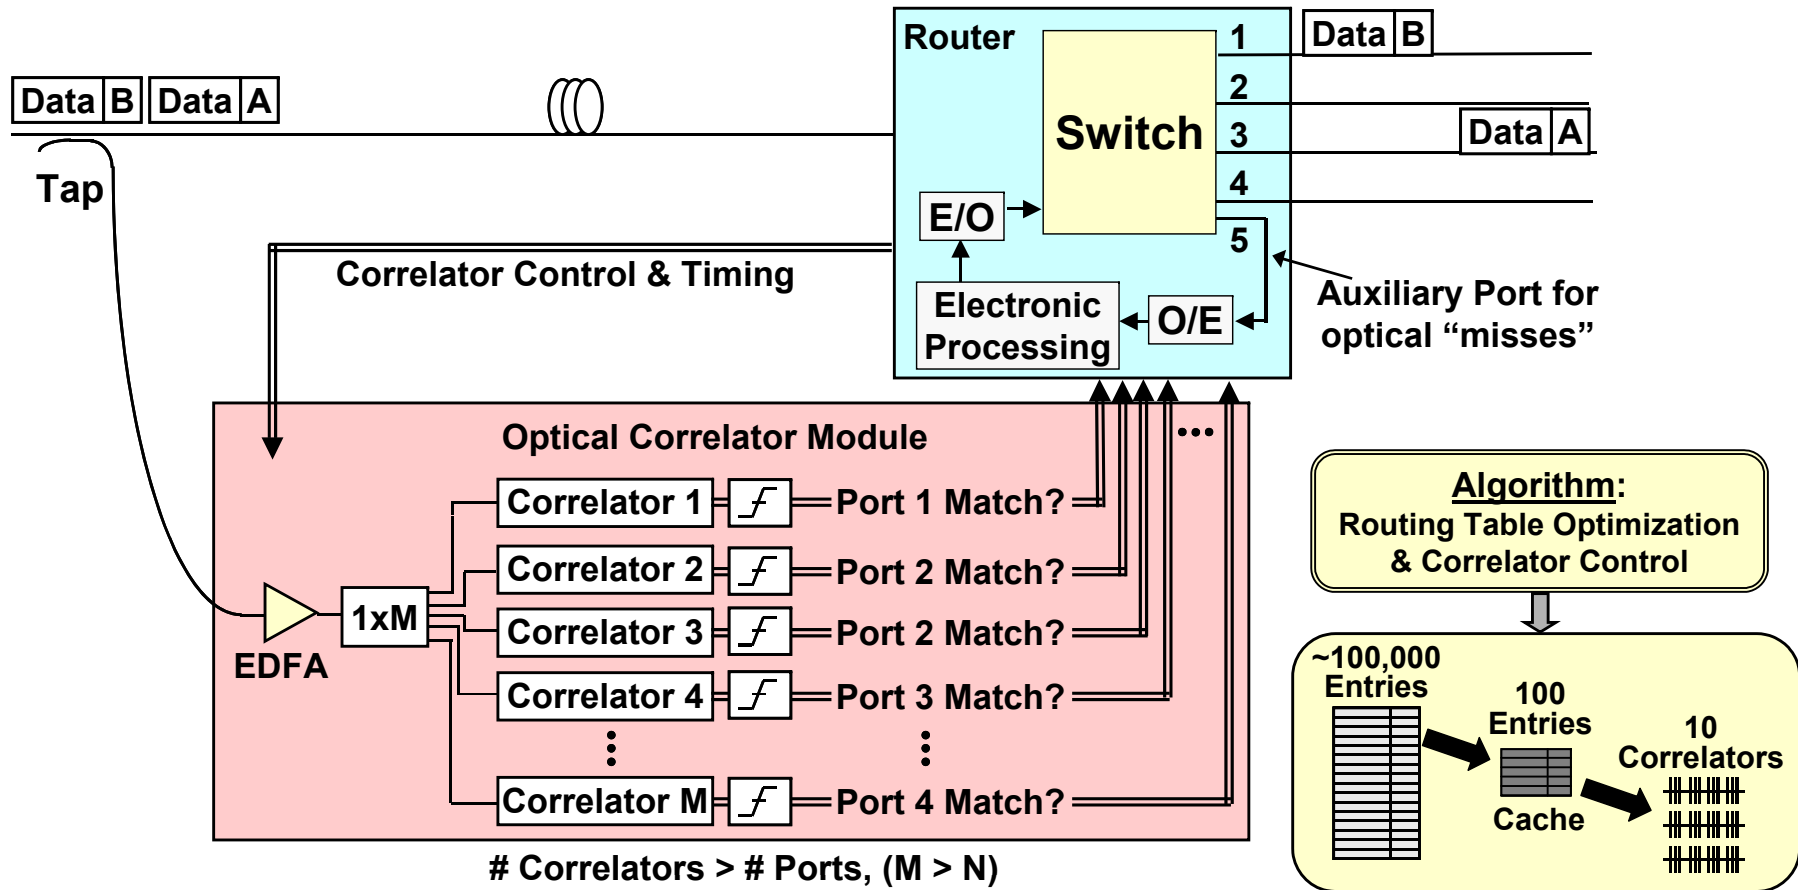 Router
1
Data B
2
Data B
Data A
Switch
3
Data A
Tap
4
E/O
5
Correlator Control & Timing
Electronic
Processing
O/E
Auxiliary Port for
optical “misses”
Optical Correlator Module
...
Correlator 1
Port 1 Match?
Correlator 2
Port 2 Match?
1xM
Correlator 3
Port 2 Match?
EDFA
Correlator 4
Port 3 Match?
Correlator M
Port 4 Match?
# Correlators > # Ports, (M > N)
Algorithm:
Routing Table Optimization
& Correlator Control
~100,000
Entries
100
Entries
Cache
10
Correlators